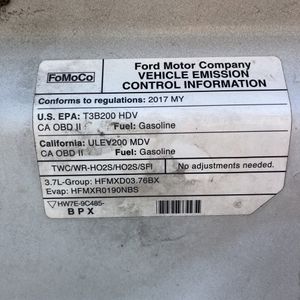 FoMoCo
Ford Motor Company
VEHICLE EMISSION
CONTROL INFORMATION
Conforms to regulations: 2017 MY
U.S. EPA: T3B200 HDV
CA OBD II Fuel: Gasoline
California: ULEV200 MDV
CA OBD II Fuel: Gasoline
TWC/WR-HO2S/HO2S/SFI No adjustments needed.
3.7L-Group: HFMXD03.76BX
Evap: HFMXR0190NBS
HW7E-9C485-
BPX